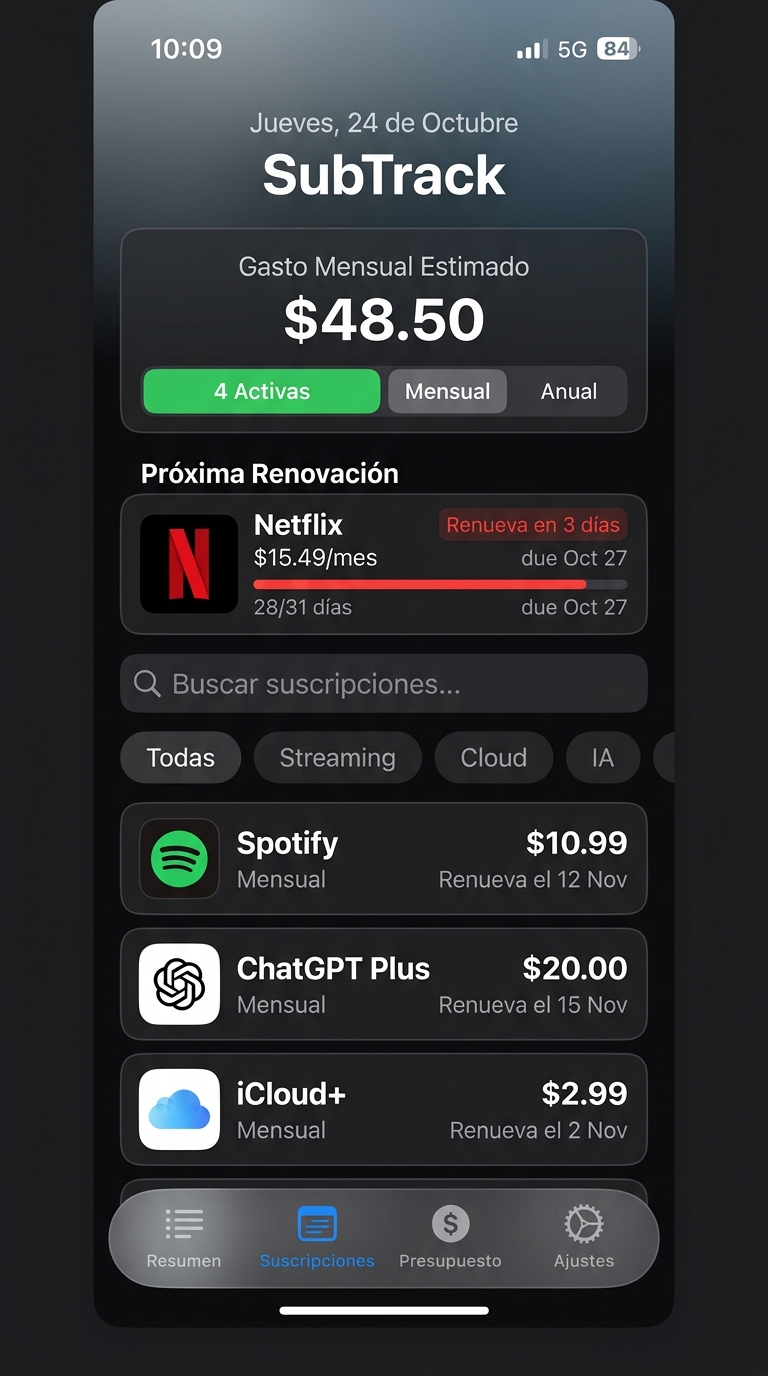 10:09 5G 84
Jueves, 24 de Octubre
SubTrack
Gasto Mensual Estimado
$48.50
4 Activas Mensual Anual
Próxima Renovación
N
Netflix Renueva en 3 días
$15.49/mes due Oct 27
28/31 días due Oct 27
Buscar suscripciones...
Todas Streaming Cloud IA
Spotify $10.99
Mensual Renueva el 12 Nov
ChatGPT Plus $20.00
Mensual Renueva el 15 Nov
iCloud+ $2.99
Mensual Renueva el 2 Nov
$
Resumen Suscripciones Presupuesto Ajustes